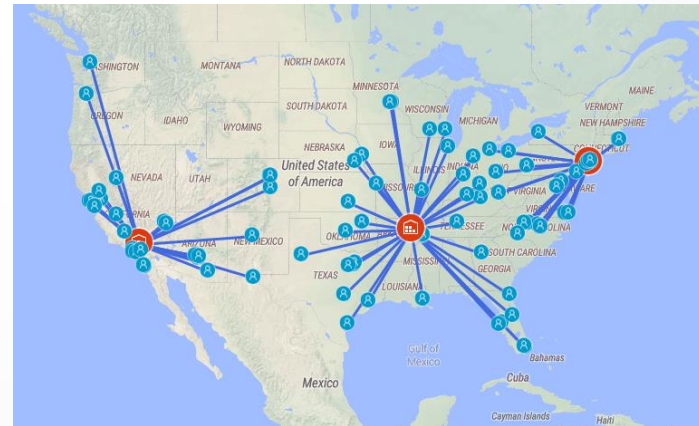 WASHINGTON
MONTANA
NORTH DAKOTA
MINNESOTA
MAINE
OREGON
IDAHO
SOUTH DAKOTA
WISCONSIN
MICHIGAN
VERMONT
NEW HAMPSHIRE
WYOMING
IOWA
CONNECTICUT
NEBRASKA
NEVADA
UTAH
United States
of America
ILLINOIS
MISSOURI
VIRGINIA
ARIZONA
NEW MEXICO
OKLAHOMA
TENNESSEE
SOUTH CAROLINA
MISSISSIPPI
GEORGIA
TEXAS
LOUISIANA
Gulf of
Mexico
Bahamas
Mexico
Cuba
Cayman Islands
Haiti